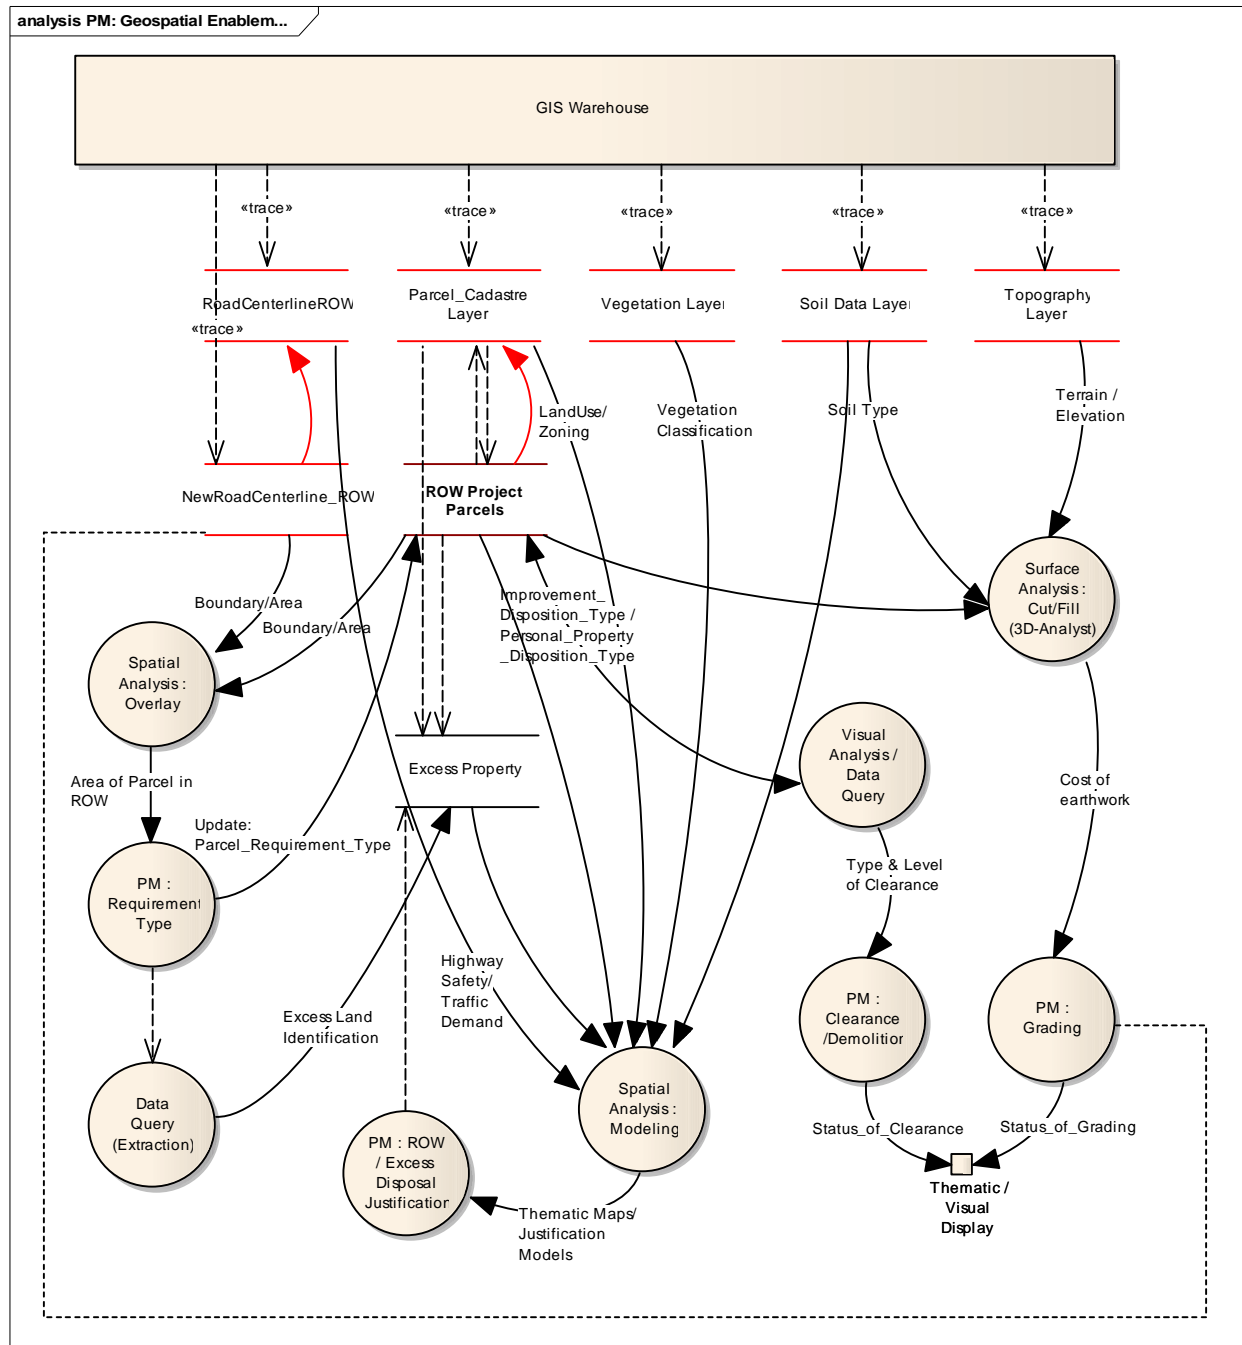 analysis PM: Geospatial Enablem...
GIS Warehouse
«trace»
«trace»
«trace»
«trace»
«trace»
RoadCenterlineROW
Parcel_Cadastre
Layer
Vegetation Layer
Soil Data Layer
Topography
Layer
«trace»
LandUse/
Zoning
Vegetation
Classification
Soil Type
Terrain /
Elevation
NewRoadCenterline_ROW
ROW Project
Parcels
Boundary/Area
Boundary/Area
Improvement_
Disposition_Type /
Personal_Property
_Disposition_Type
Surface
Analysis :
Cut/Fill
(3D-Analyst)
Spatial
Analysis :
Overlay
Visual
Analysis /
Data
Query
Excess Property
Area of Parcel in
ROW
Cost of
earthwork
Update:
Parcel_Requirement_Type
Type & Level
of Clearance
PM :
Requirement
Type
Highway
Safety/
Traffic
Demand
Excess Land
Identification
PM :
Clearance
/Demolition
PM :
Grading
Data
Query
(Extraction)
Spatial
Analysis :
Modeling
PM : ROW
/ Excess
Disposal
Justification
Status_of_Clearance
Status_of_Grading
Thematic /
Visual
Display
Thematic Maps/
Justification
Models